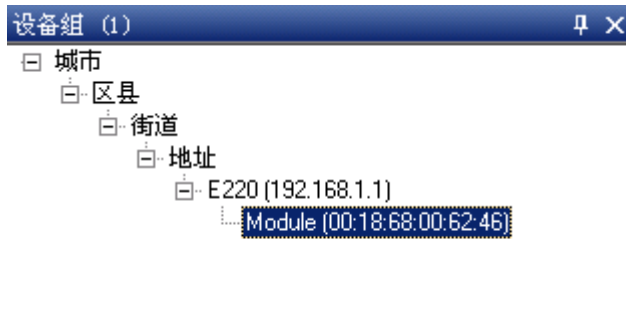 设备组 (1)
城市
区县
街道
地址
E220 (192.168.1.1)
Module (00:18:68:00:62:46)